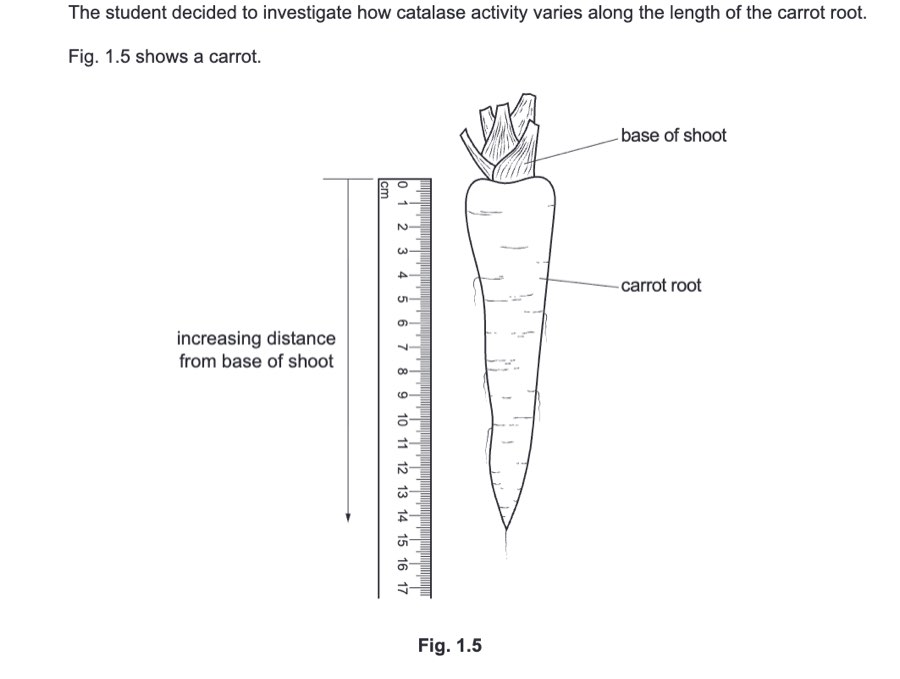 The student decided to investigate how catalase activity varies along the length of the carrot root.
Fig. 1.5 shows a carrot.
base of shoot
0 1 2 3 4 5 6 7 8 9 10 11 12 13 14 15 16 17
cm
carrot root
increasing distance
from base of shoot
Fig. 1.5